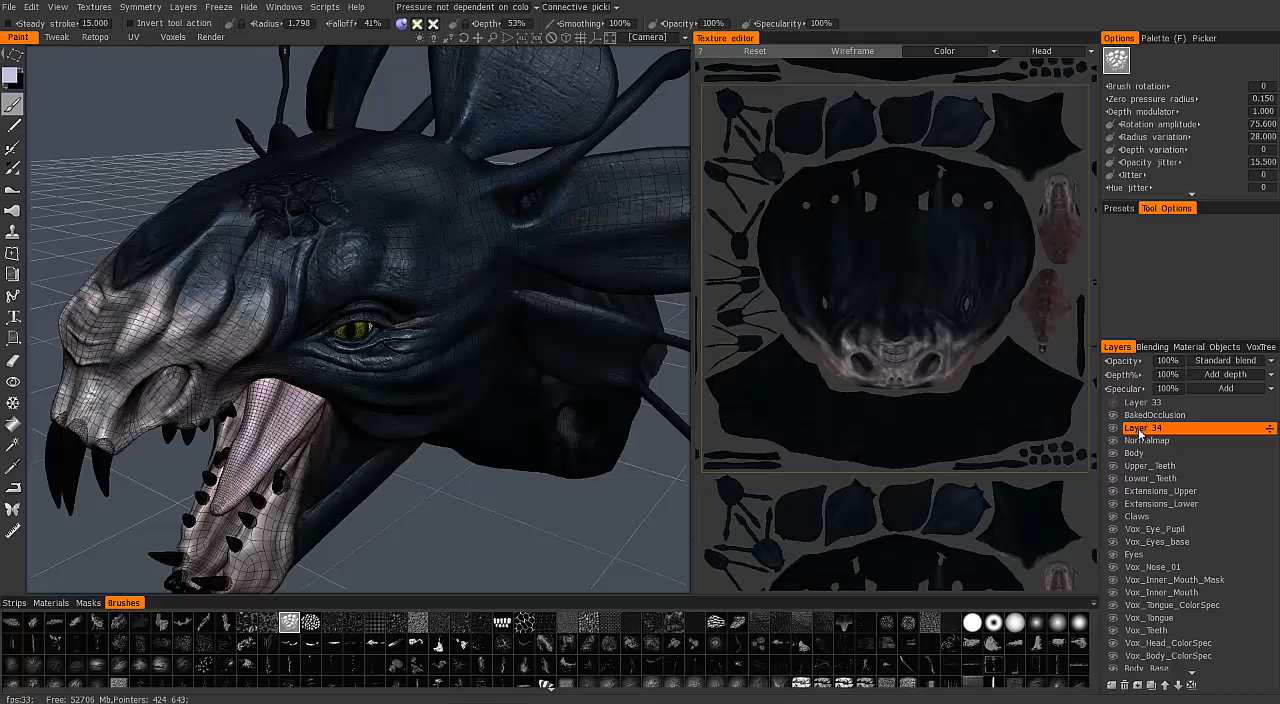 File Edit View Textures Symmetry Layers Freeze Hide Windows Scripts Help Pressure not dependent on colo Connective picki
Steady stroke 15.000 Invert tool action Radius 1.798 Falloff 41% Depth 53% Smoothing 100% Opacity 100% Specularity 100%
Paint Tweak Retopo UV Voxels Render [Camera]
Texture editor
? Reset Wireframe Color Head
Options Palette (F) Picker
Brush rotation: 0
Zero pressure radius: 0.150
Depth modulator: 1.000
Rotation amplitude: 75.600
Radius variation: 28.000
Depth variation: 0
Opacity jitter: 15.500
Jitter: 0
Hue jitter: 0
Presets Tool Options
Layers Blending Material Objects VoxTree
Opacity: 100% Standard blend
Depth%: 100% Add depth
Specular: 100% Add
Layer 33
BakedOcclusion
Layer 34
Normalmap
Body
Upper_Teeth
Lower_Teeth
Extensions_Upper
Extensions_Lower
Claws
Vox_Eye_Pupil
Vox_Eyes_base
Eyes
Vox_Nose_01
Vox_Inner_Mouth_Mask
Vox_Inner_Mouth
Vox_Tongue_ColorSpec
Vox_Tongue
Vox_Teeth
Vox_Head_ColorSpec
Vox_Body_ColorSpec
Body_Base
Strips Materials Masks Brushes
fps:33; Free: 52706 Mb,Pointers: 424 643;